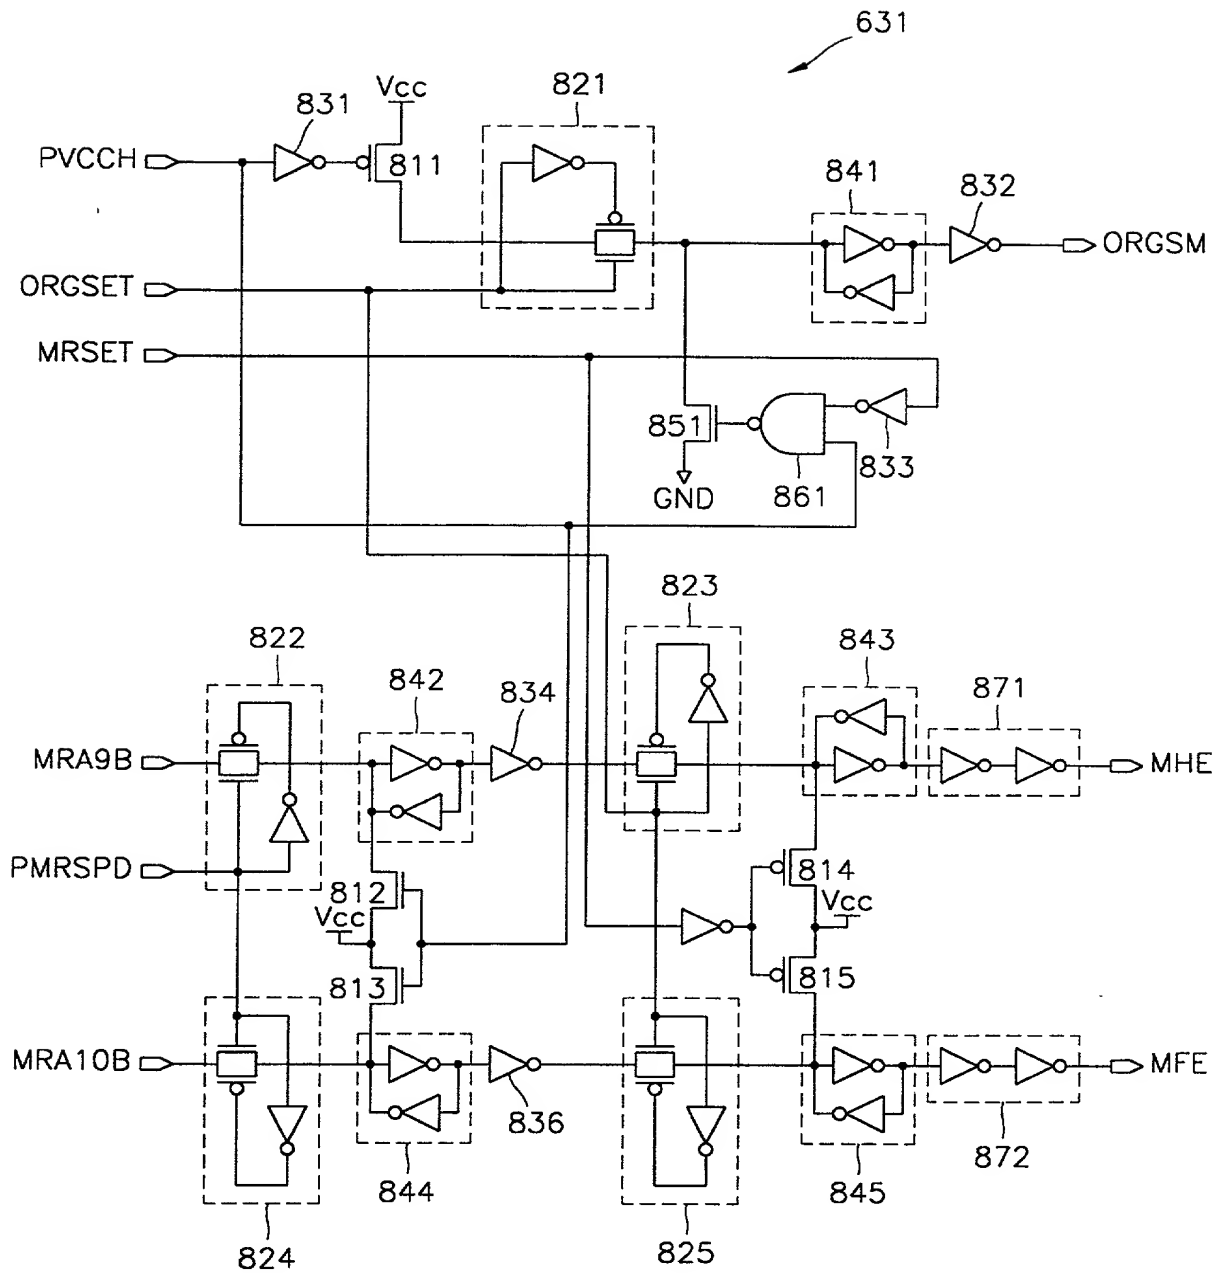 631
831
Vcc
821
PVCCH
811
841
832
ORGSM
ORGSET
MRSET
851
861
833
GND
823
822
843
842
834
871
MRA9B
MHE
PMRSPD
812
814
Vcc
Vcc
813
815
MRA10B
MFE
836
844
845
872
824
825